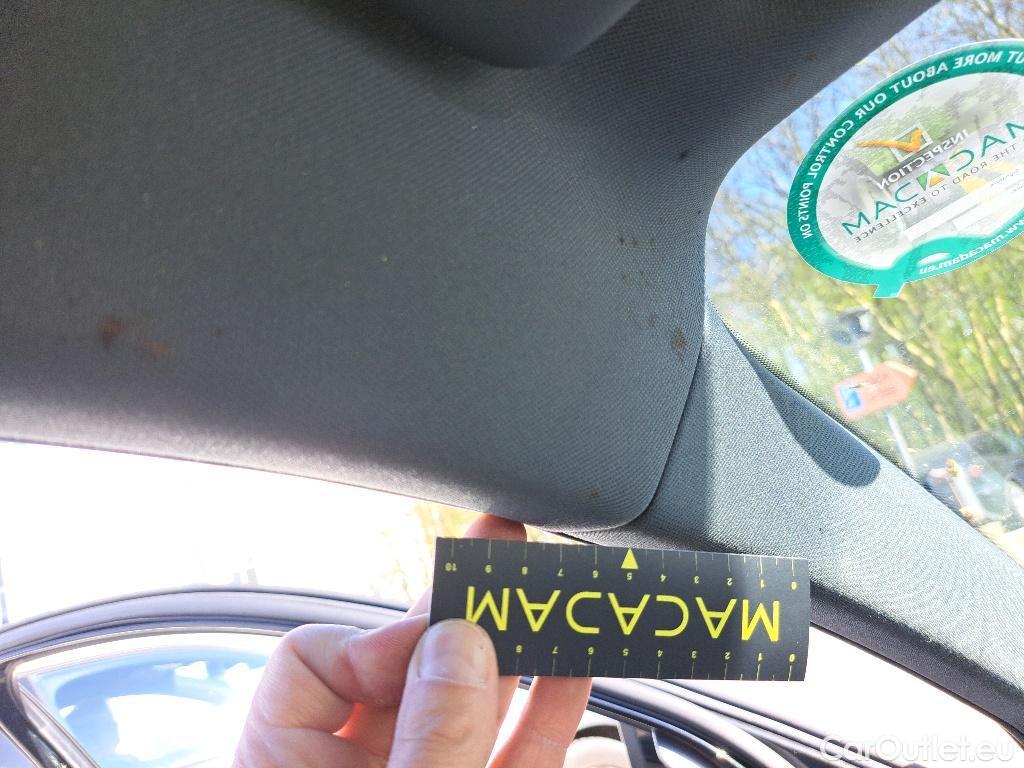 UT MORE ABOUT OUR CONTROL POINTS ON
INSPECTION
MACADAM
THE ROAD TO EXCELLENCE
www.macadam.eu
10 9 8 7 6 5 4 3 2 1 0
MACADAM
8 7 6 5 4 3 2 1 0
CarOutlet.eu